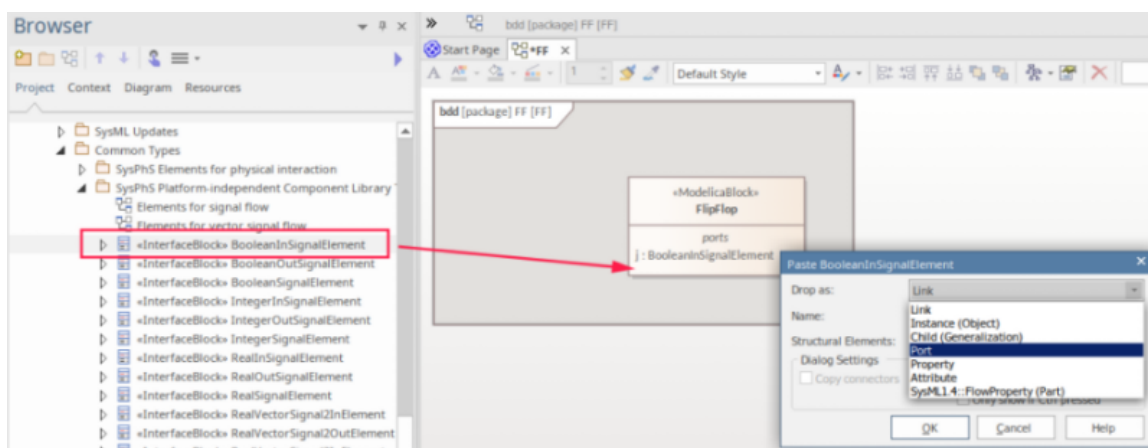 Browser
Project Context Diagram Resources
SysML Updates
Common Types
SysPhS Elements for physical interaction
SysPhS Platform-independent Component Library
Elements for signal flow
Elements for vector signal flow
«InterfaceBlock» BooleanInSignalElement
«InterfaceBlock» BooleanOutSignalElement
«InterfaceBlock» BooleanSignalElement
«InterfaceBlock» IntegerInSignalElement
«InterfaceBlock» IntegerOutSignalElement
«InterfaceBlock» IntegerSignalElement
«InterfaceBlock» RealInSignalElement
«InterfaceBlock» RealOutSignalElement
«InterfaceBlock» RealSignalElement
«InterfaceBlock» RealVectorSignal2InElement
«InterfaceBlock» RealVectorSignal2OutElement
bdd [package] FF [FF]
Start Page *FF
1 Default Style
bdd [package] FF [FF]
«ModelicaBlock»
FlipFlop
ports
j : BooleanInSignalElement
Paste BooleanInSignalElement
Drop as: Link
Name:
Structural Elements:
Dialog Settings
Copy connectors
Link
Instance (Object)
Child (Generalization)
Port
Property
Attribute
SysML1.4::FlowProperty (Part)
Only show if Ctrl pressed
OK Cancel Help